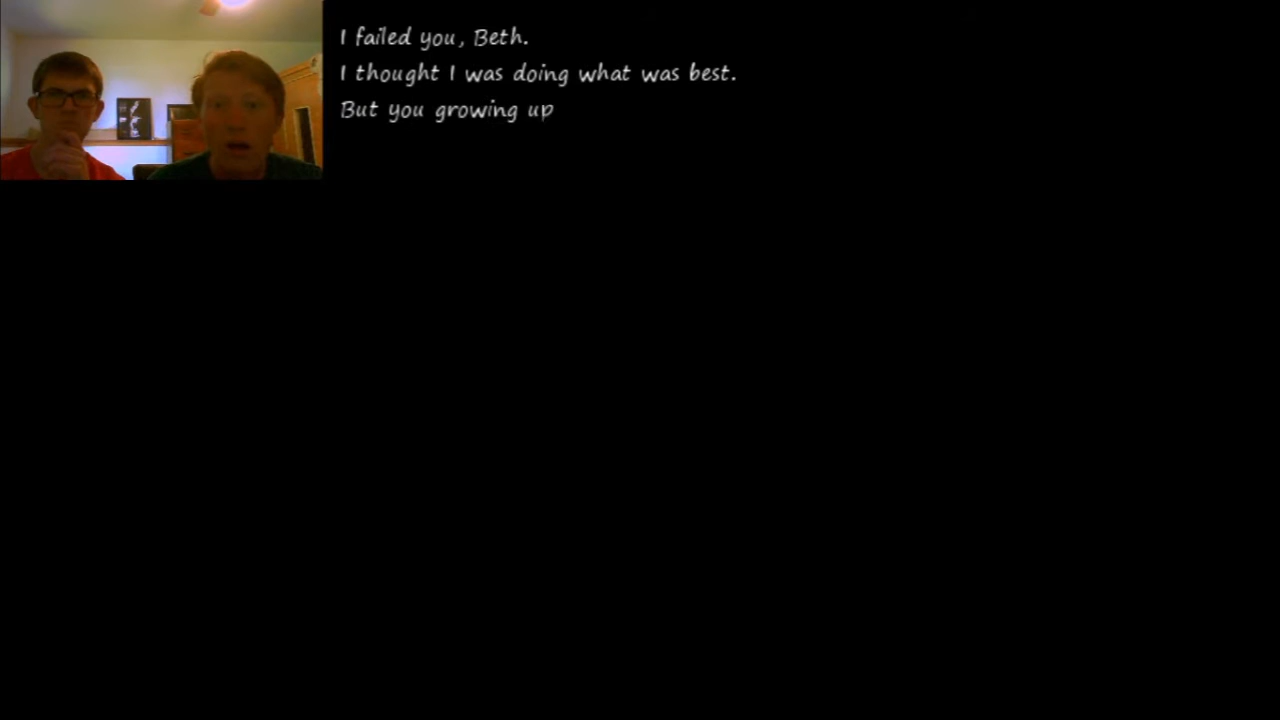 I failed you, Beth.
I thought I was doing what was best.
But you growing up